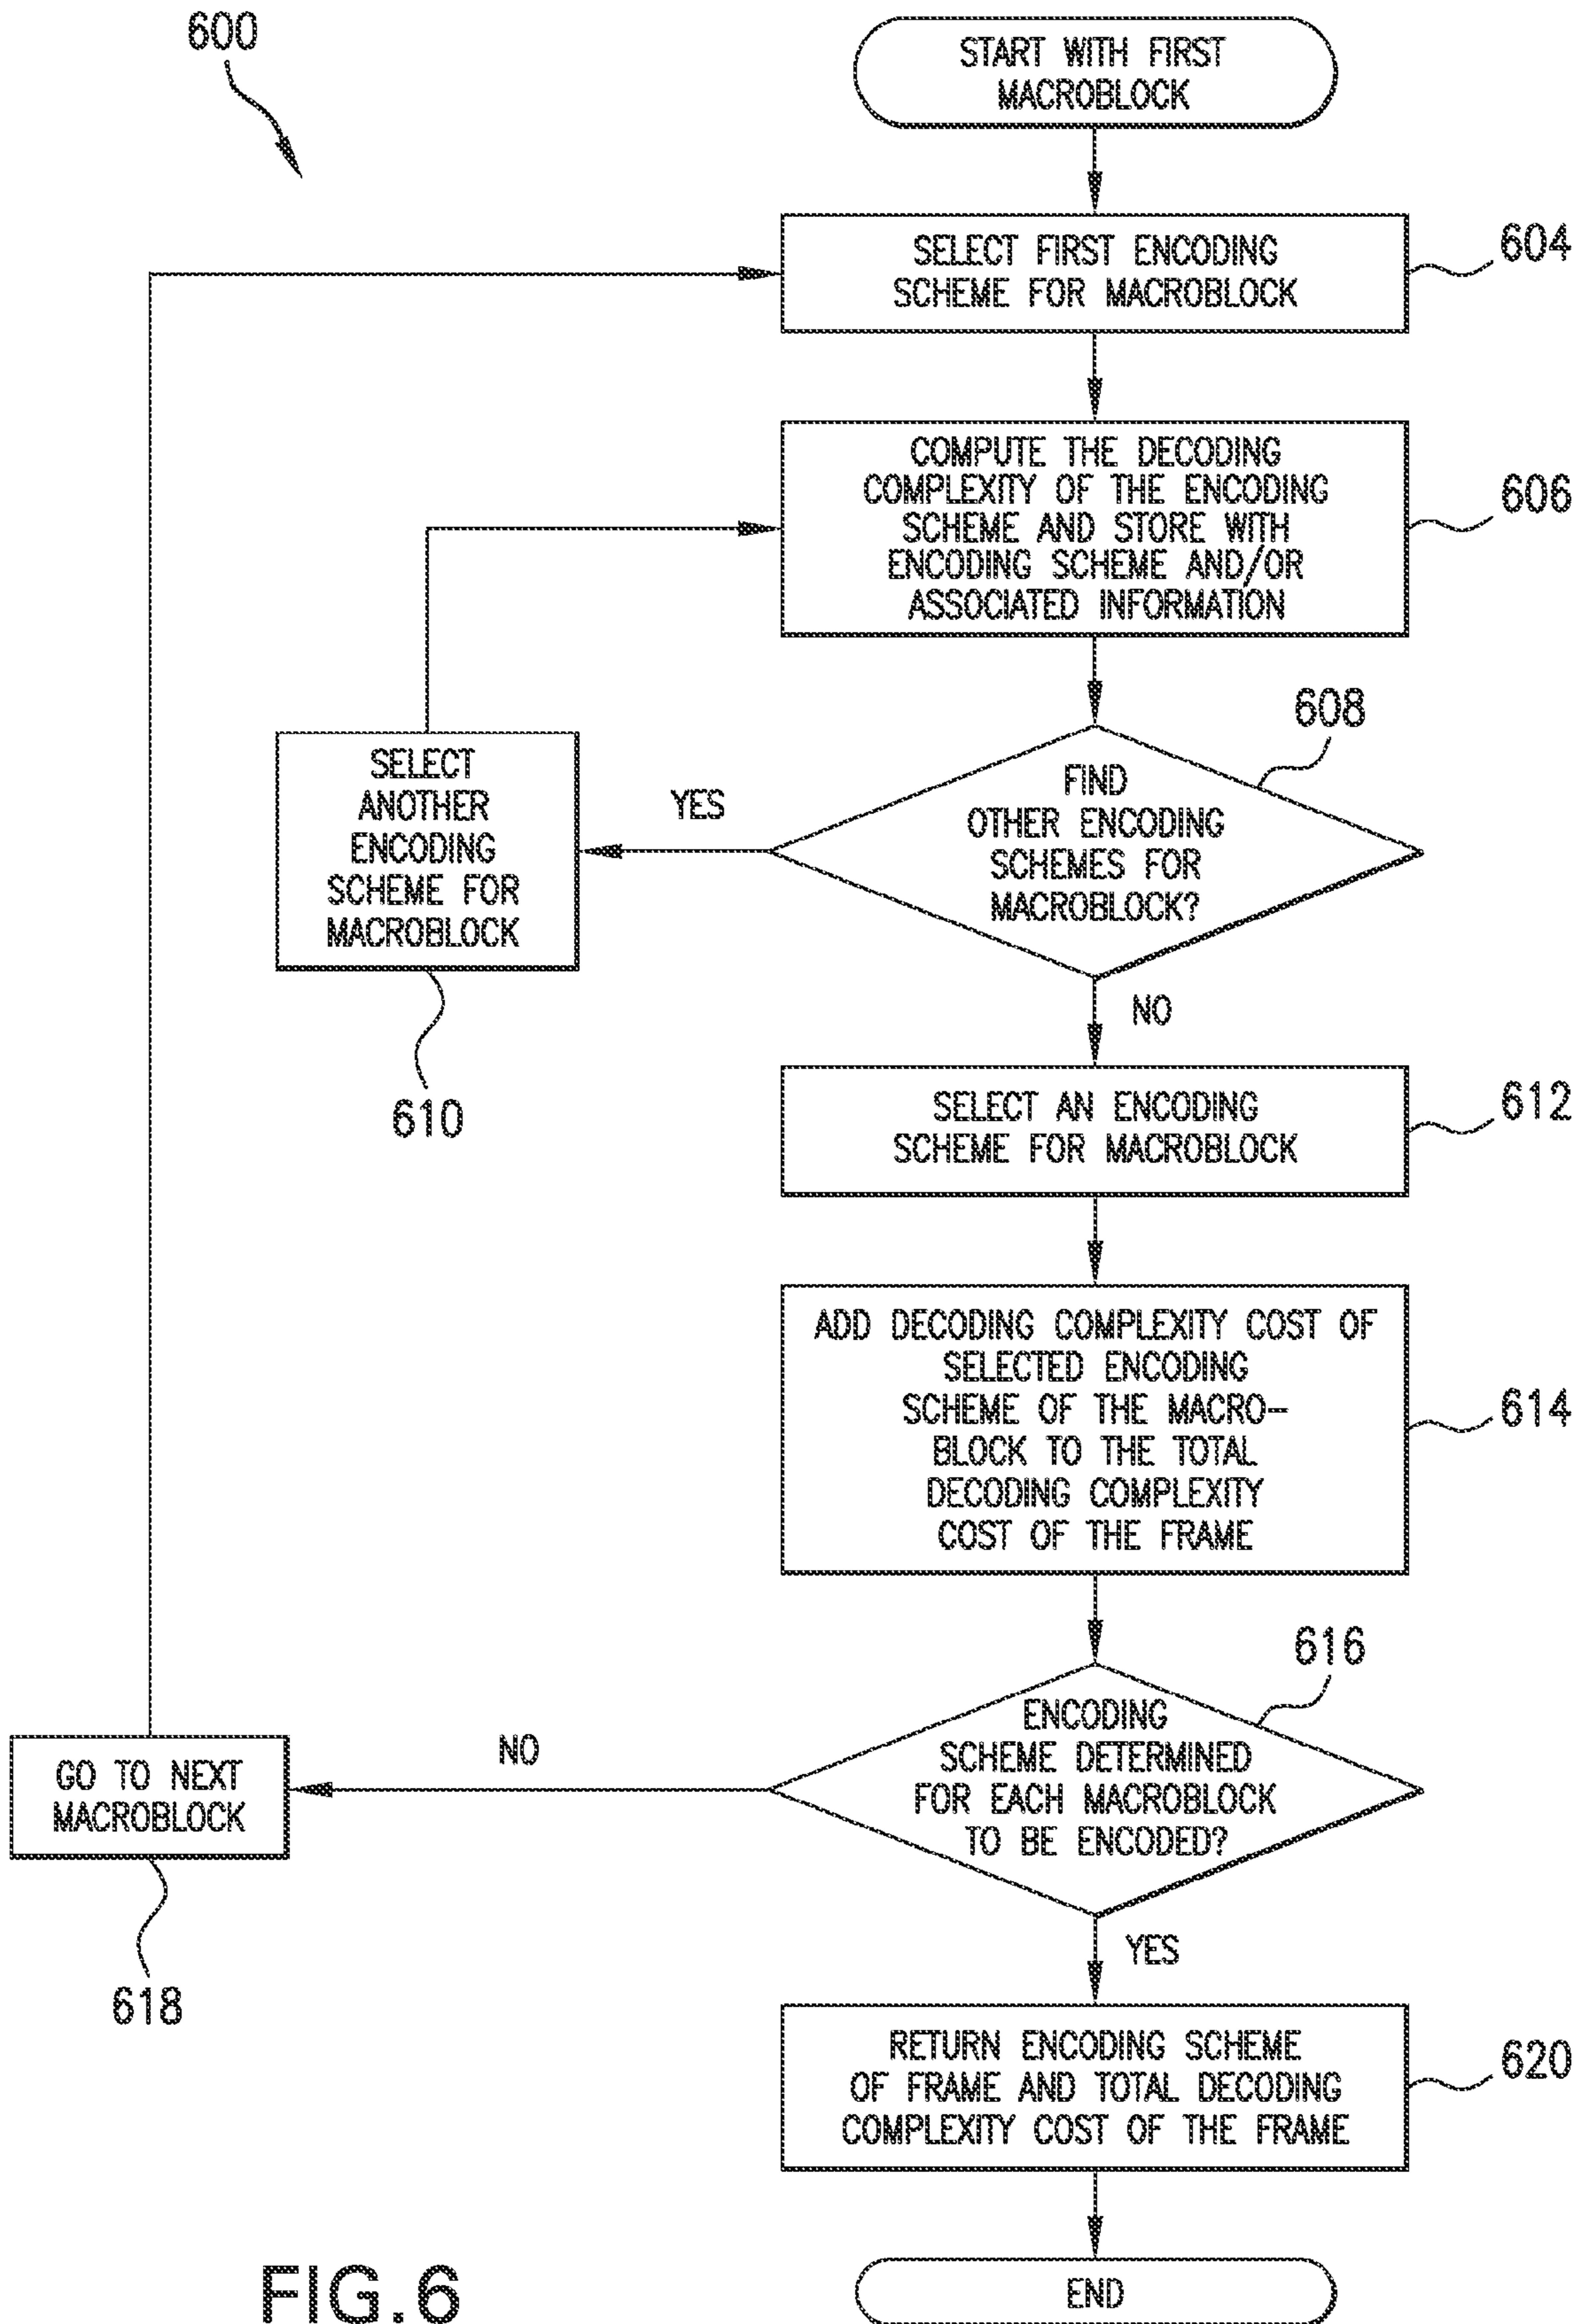 600
START WITH FIRST
MACROBLOCK
SELECT FIRST ENCODING
SCHEME FOR MACROBLOCK
604
COMPUTE THE DECODING
COMPLEXITY OF THE ENCODING
SCHEME AND STORE WITH
ENCODING SCHEME AND/OR
ASSOCIATED INFORMATION
606
608
FIND
OTHER ENCODING
SCHEMES FOR
MACROBLOCK?
YES
SELECT
ANOTHER
ENCODING
SCHEME FOR
MACROBLOCK
610
NO
SELECT AN ENCODING
SCHEME FOR MACROBLOCK
612
ADD DECODING COMPLEXITY COST OF
SELECTED ENCODING
SCHEME OF THE MACRO-
BLOCK TO THE TOTAL
DECODING COMPLEXITY
COST OF THE FRAME
614
616
ENCODING
SCHEME DETERMINED
FOR EACH MACROBLOCK
TO BE ENCODED?
NO
GO TO NEXT
MACROBLOCK
618
YES
RETURN ENCODING SCHEME
OF FRAME AND TOTAL DECODING
COMPLEXITY COST OF THE FRAME
620
END
FIG.6